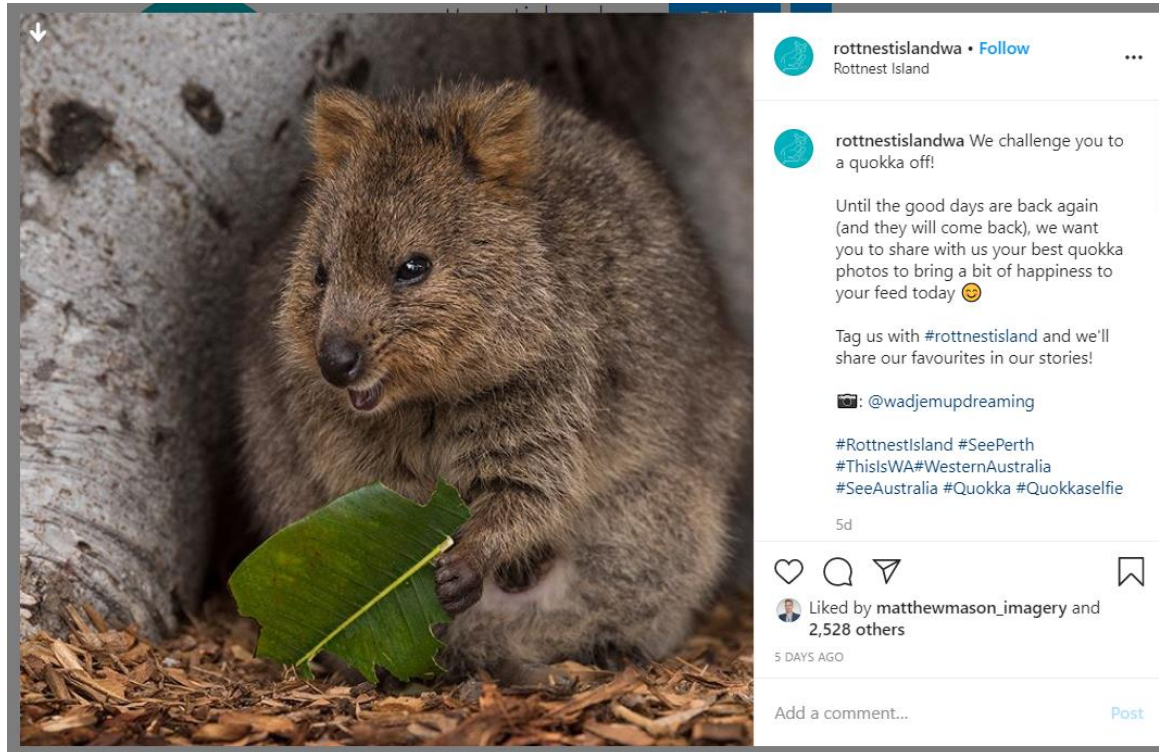 rottnestislandwa • Follow
Rottnest Island
rottnestislandwa We challenge you to
a quokka off!
Until the good days are back again
(and they will come back), we want
you to share with us your best quokka
photos to bring a bit of happiness to
your feed today 😊
Tag us with #rottnestisland and we'll
share our favourites in our stories!
📷: @wadjemupdreaming
#RottnestIsland #SeePerth
#ThisIsWA#WesternAustralia
#SeeAustralia #Quokka #Quokkaselfie
5d
Liked by matthewmason_imagery and
2,528 others
5 DAYS AGO
Add a comment... Post